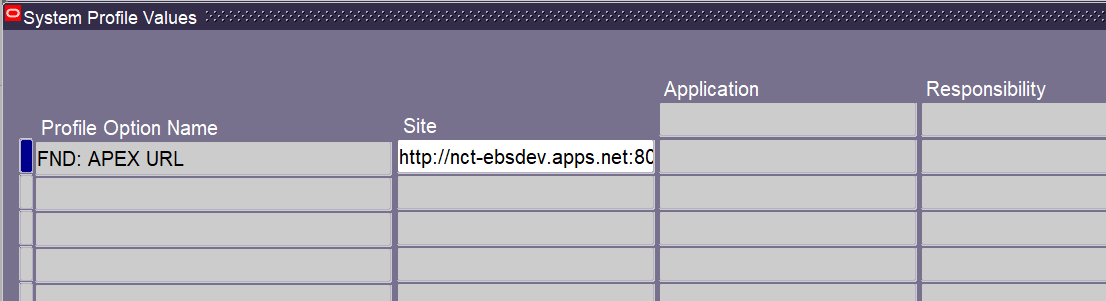 System Profile Values
Application Responsibility
Profile Option Name Site
FND: APEX URL http://nct-ebsdev.apps.net:80